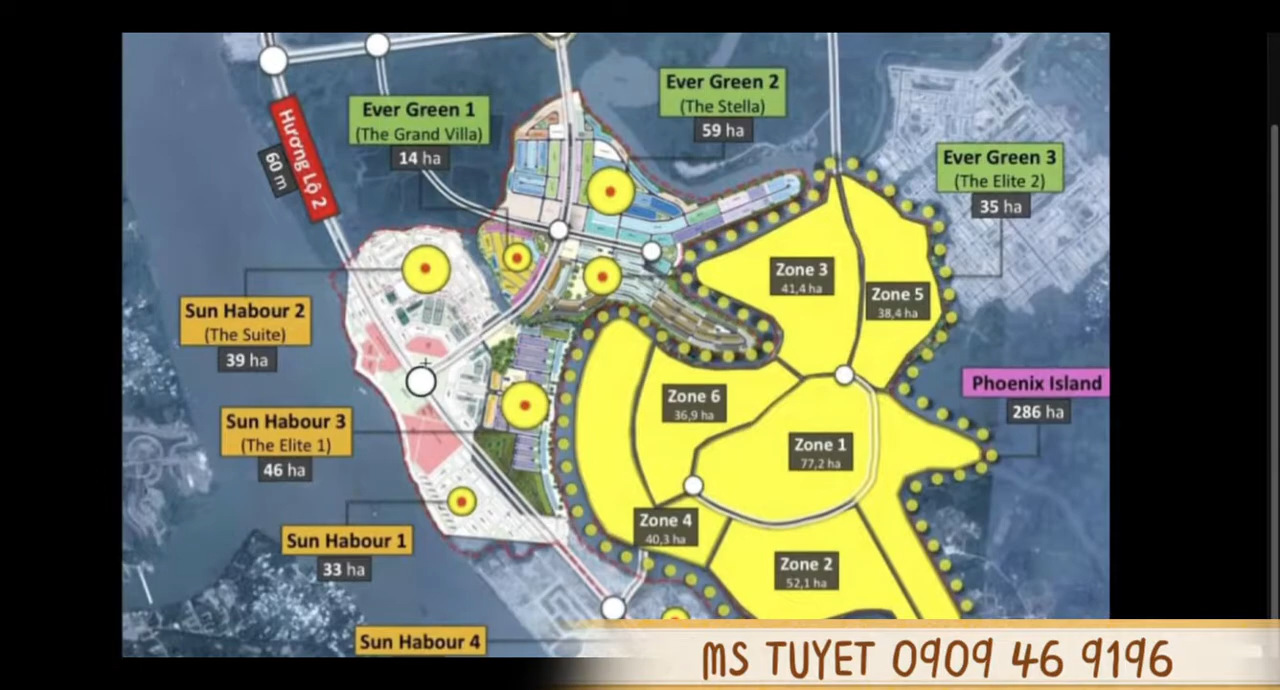 Ever Green 2
(The Stella)
59 ha
Ever Green 1
(The Grand Villa)
14 ha
Hương Lộ 2
60 m
Ever Green 3
(The Elite 2)
35 ha
Zone 3
41,4 ha
Zone 5
38,4 ha
Sun Habour 2
(The Suite)
39 ha
Phoenix Island
286 ha
Zone 6
36,9 ha
Sun Habour 3
(The Elite 1)
46 ha
Zone 1
77,2 ha
Sun Habour 1
33 ha
Zone 4
40,3 ha
Zone 2
52,1 ha
Sun Habour 4
MS TUYET 0909 46 9196